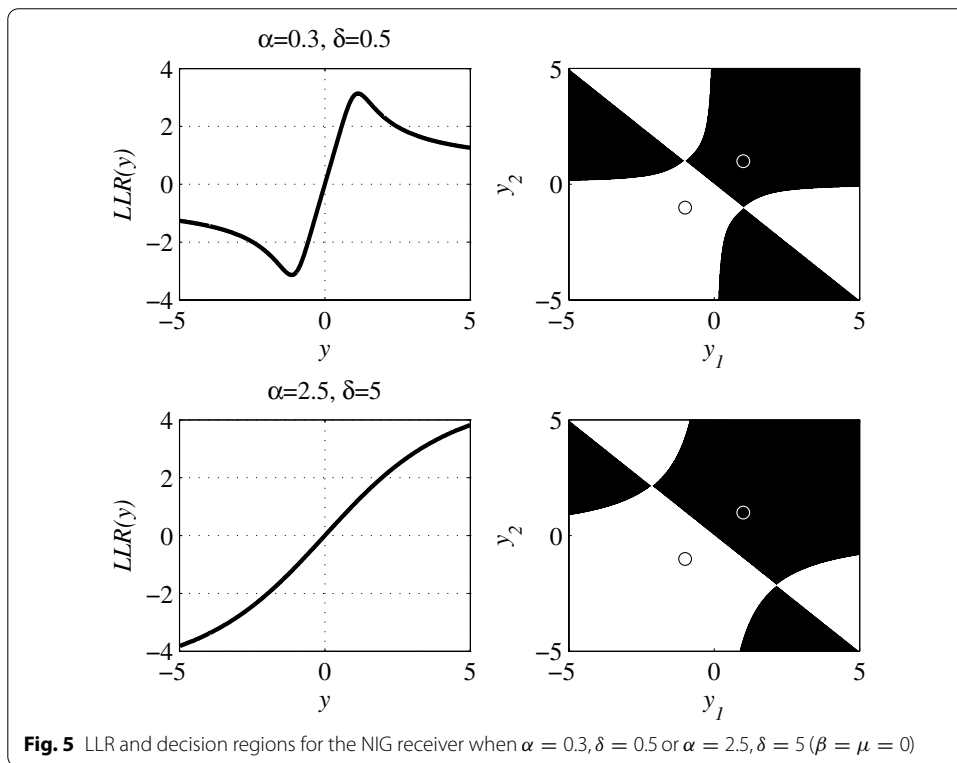 α=0.3, δ=0.5
5
4
2
0
−2
−4
LLR(y)
−5
0
5
y
5
0
−5
y₂
−5
0
5
y₁
α=2.5, δ=5
4
2
0
−2
−4
LLR(y)
−5
0
5
y
5
0
−5
y₂
−5
0
5
y₁
Fig. 5 LLR and decision regions for the NIG receiver when α = 0.3, δ = 0.5 or α = 2.5, δ = 5 (β = μ = 0)